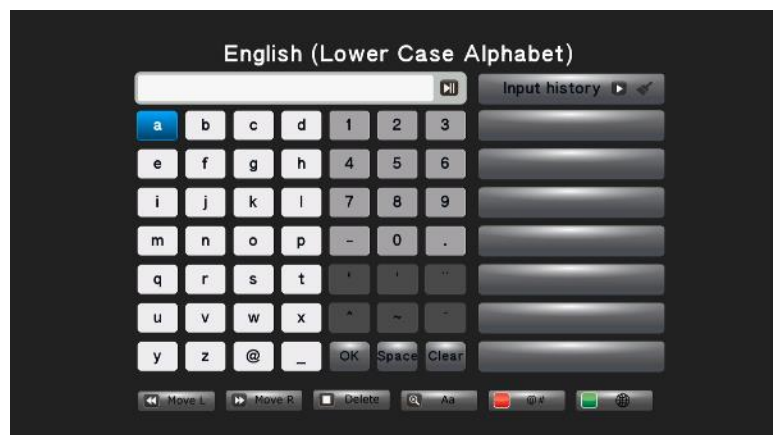 English (Lower Case Alphabet)
Input history
a b c d 1 2 3
e f g h 4 5 6
i j k l 7 8 9
m n o p - 0 .
q r s t ' ' ¨
u v w x ^ ~
y z @ _ OK Space Clear
Move L Move R Delete Aa @#